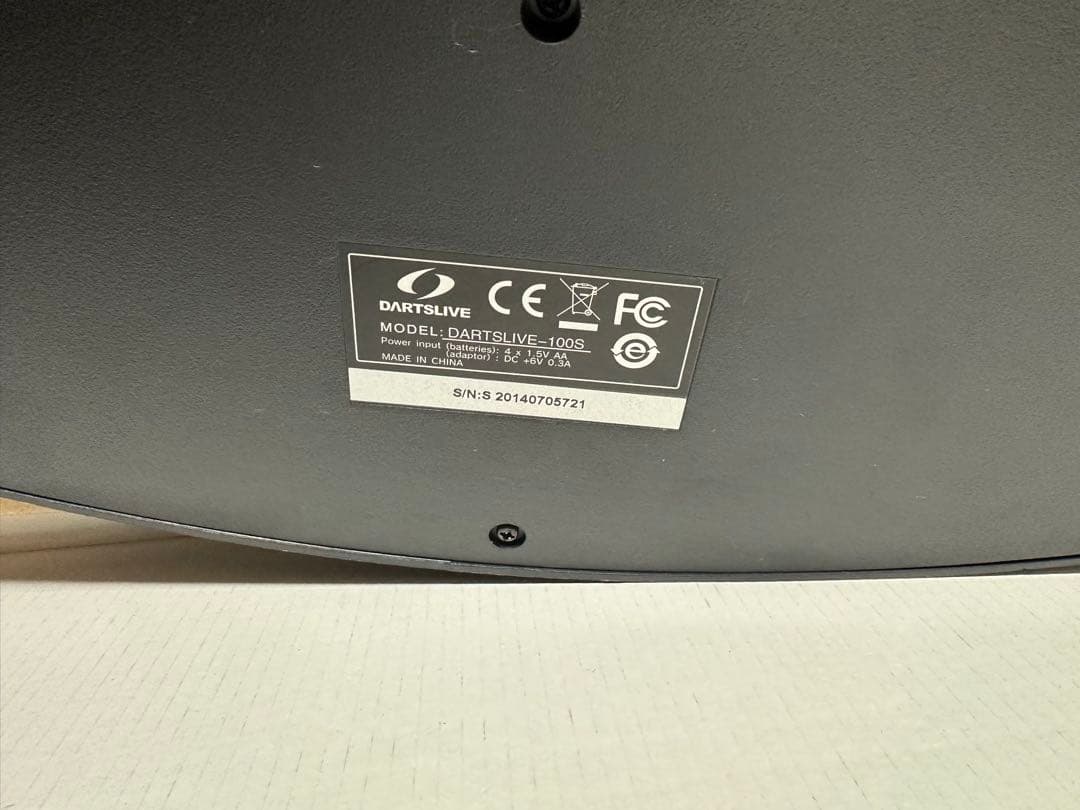 DARTSLIVE
CE
FC
MODEL: DARTSLIVE-100S
Power input (batteries): 4 x 1.5V AA
(adaptor) : DC +6V 0.3A
MADE IN CHINA
e
S/N:S 20140705721